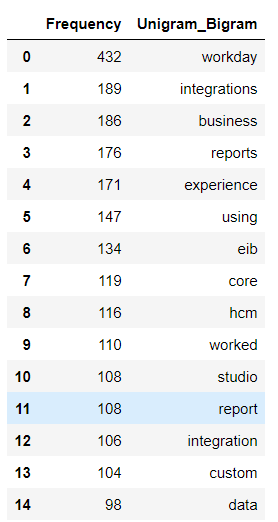 Frequency Unigram_Bigram
0 432 workday
1 189 integrations
2 186 business
3 176 reports
4 171 experience
5 147 using
6 134 eib
7 119 core
8 116 hcm
9 110 worked
10 108 studio
11 108 report
12 106 integration
13 104 custom
14 98 data